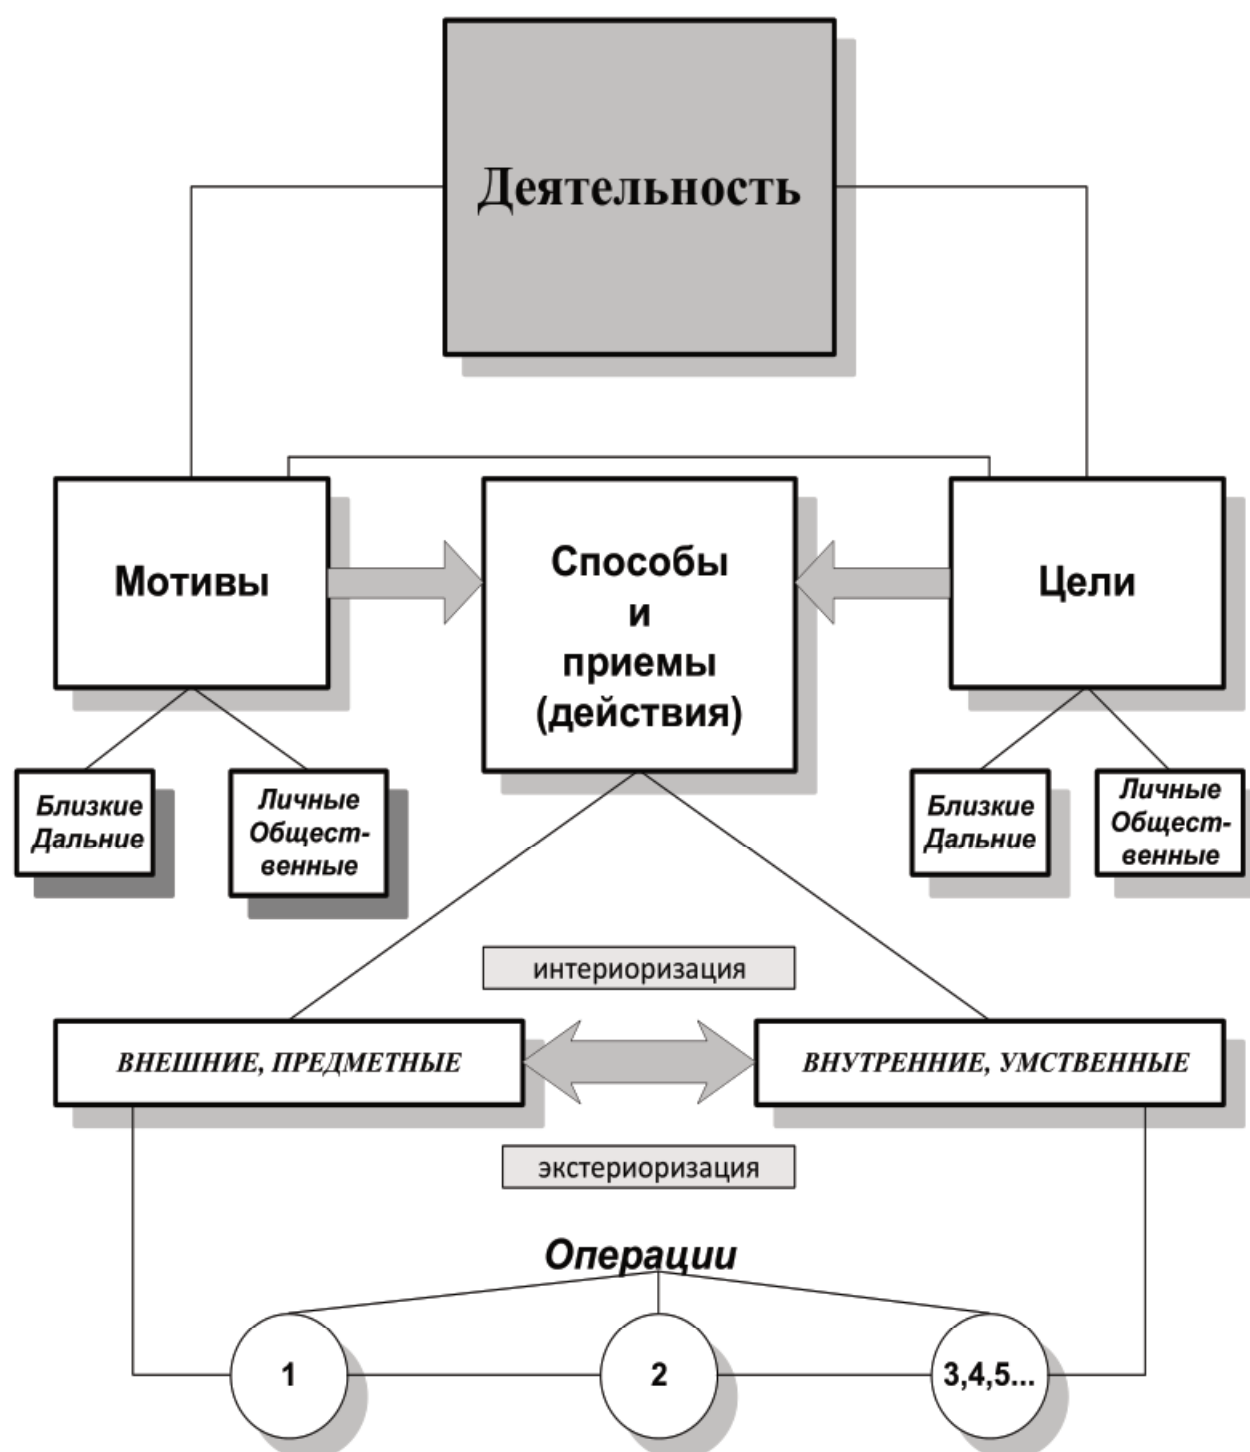 Деятельность
Мотивы
Способы
и
приемы
(действия)
Цели
Близкие
Дальние
Личные
Общест-
венные
Близкие
Дальние
Личные
Общест-
венные
интериоризация
ВНЕШНИЕ, ПРЕДМЕТНЫЕ
ВНУТРЕННИЕ, УМСТВЕННЫЕ
экстериоризация
Операции
1
2
3,4,5...